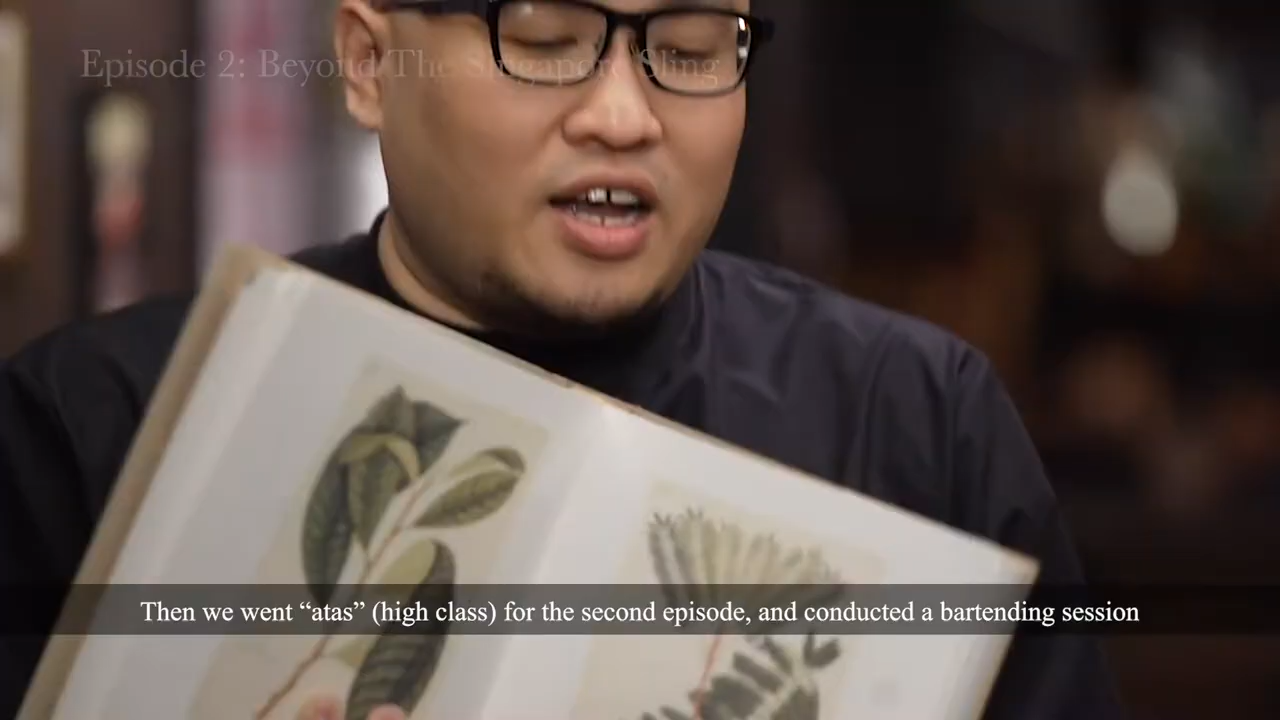 Episode 2: Beyond The Singapore Sling
Then we went “atas” (high class) for the second episode, and conducted a bartending session